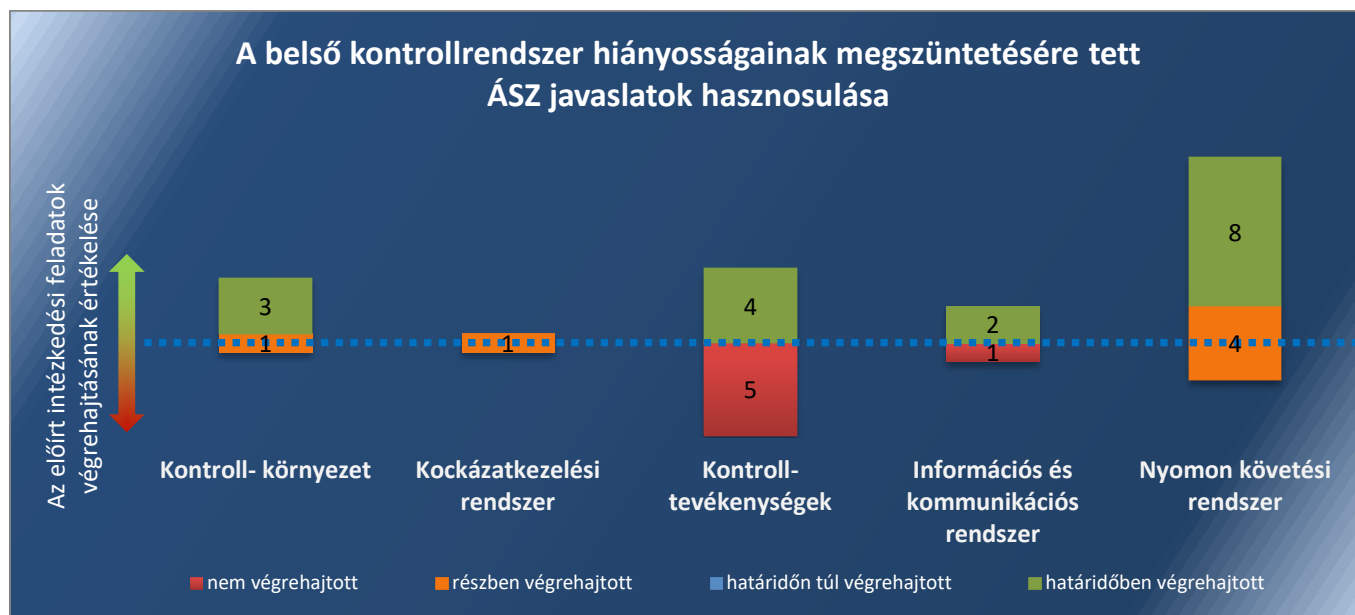 A belső kontrollrendszer hiányosságainak megszüntetésére tett
ÁSZ javaslatok hasznosulása
Az előírt intézkedési feladatok
végrehajtásának értékelése
3
1
1
4
5
2
1
8
4
Kontroll- környezet
Kockázatkezelési
rendszer
Kontroll-
tevékenységek
Információs és
kommunikációs
rendszer
Nyomon követési
rendszer
nem végrehajtott
részben végrehajtott
határidőn túl végrehajtott
határidőben végrehajtott